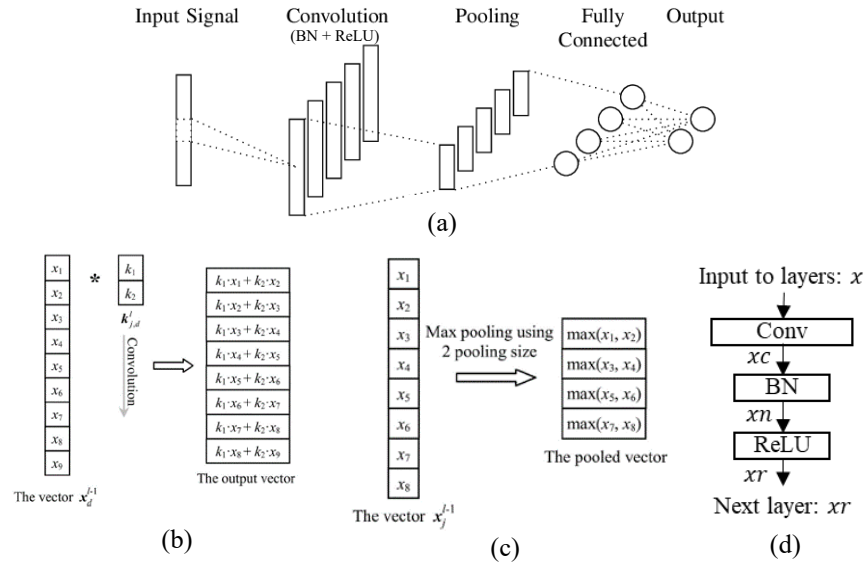 Input Signal Convolution Pooling Fully Output
(BN + ReLU) Connected
(a)
x1
x2
x3
x4
x5
x6
x7
x8
x9
*
k1
k2
k^l_{j,d}
Convolution
The vector x^{l-1}_d
k1·x1 + k2·x2
k1·x2 + k2·x3
k1·x3 + k2·x4
k1·x4 + k2·x5
k1·x5 + k2·x6
k1·x6 + k2·x7
k1·x7 + k2·x8
k1·x8 + k2·x9
The output vector
(b)
x1
x2
x3
x4
x5
x6
x7
x8
The vector x^{l-1}_j
Max pooling using
2 pooling size
max(x1, x2)
max(x3, x4)
max(x5, x6)
max(x7, x8)
The pooled vector
(c)
Input to layers: x
Conv
xc
BN
xn
ReLU
xr
Next layer: xr
(d)